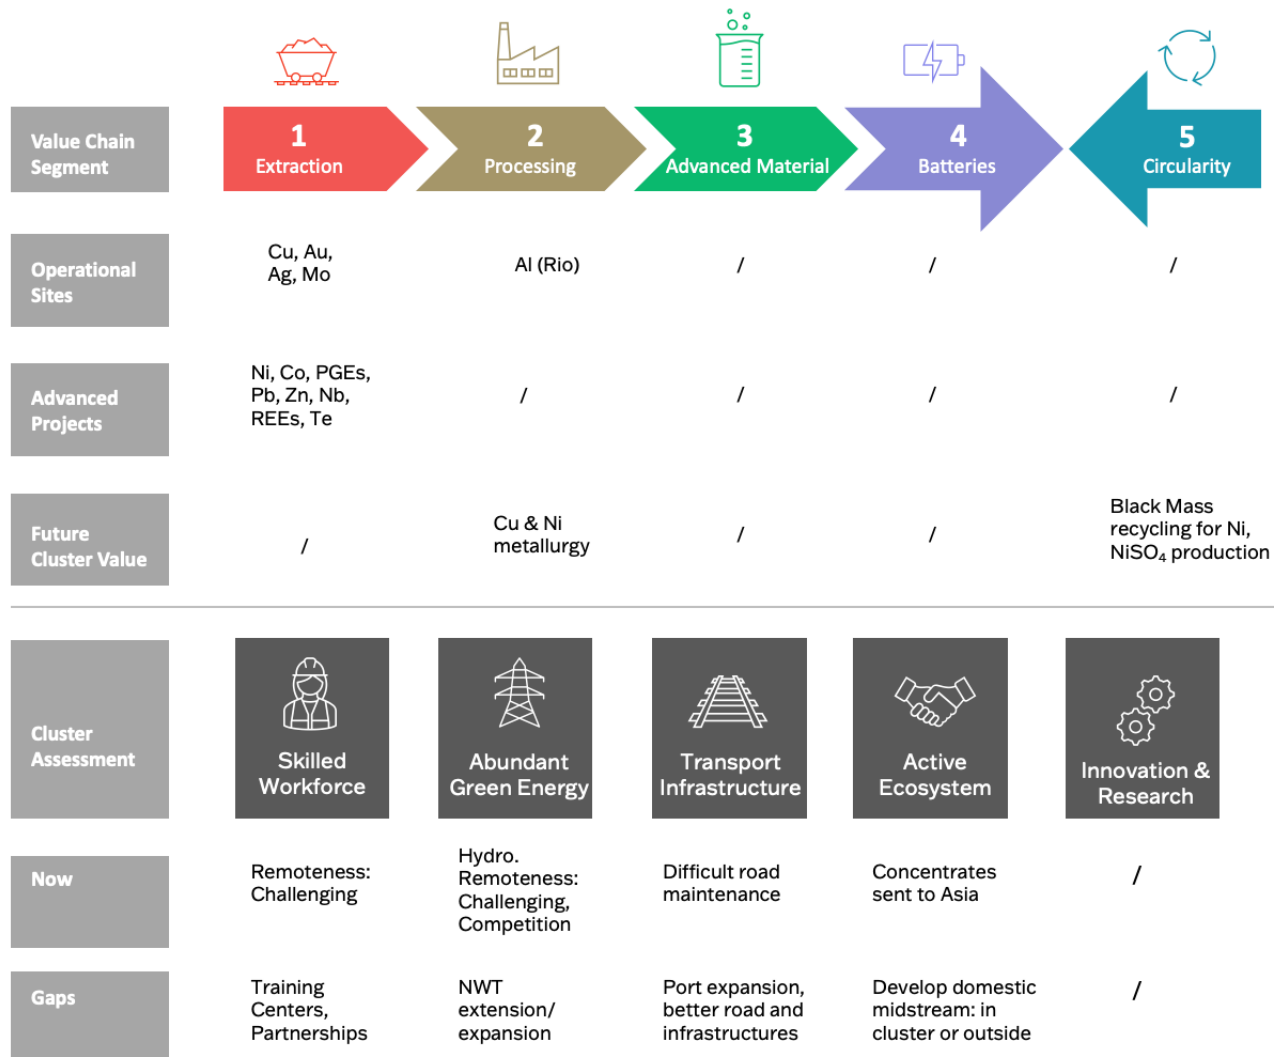 Value Chain
Segment
1
Extraction
2
Processing
3
Advanced Material
4
Batteries
5
Circularity
Operational
Sites
Cu, Au,
Ag, Mo
Al (Rio)
/
/
/
Advanced
Projects
Ni, Co, PGEs,
Pb, Zn, Nb,
REEs, Te
/
/
/
/
Future
Cluster Value
/
Cu & Ni
metallurgy
/
/
Black Mass
recycling for Ni,
NiSO₄ production
Cluster
Assessment
Skilled
Workforce
Abundant
Green Energy
Transport
Infrastructure
Active
Ecosystem
Innovation &
Research
Now
Remoteness:
Challenging
Hydro.
Remoteness:
Challenging,
Competition
Difficult road
maintenance
Concentrates
sent to Asia
/
Gaps
Training
Centers,
Partnerships
NWT
extension/
expansion
Port expansion,
better road and
infrastructures
Develop domestic
midstream: in
cluster or outside
/